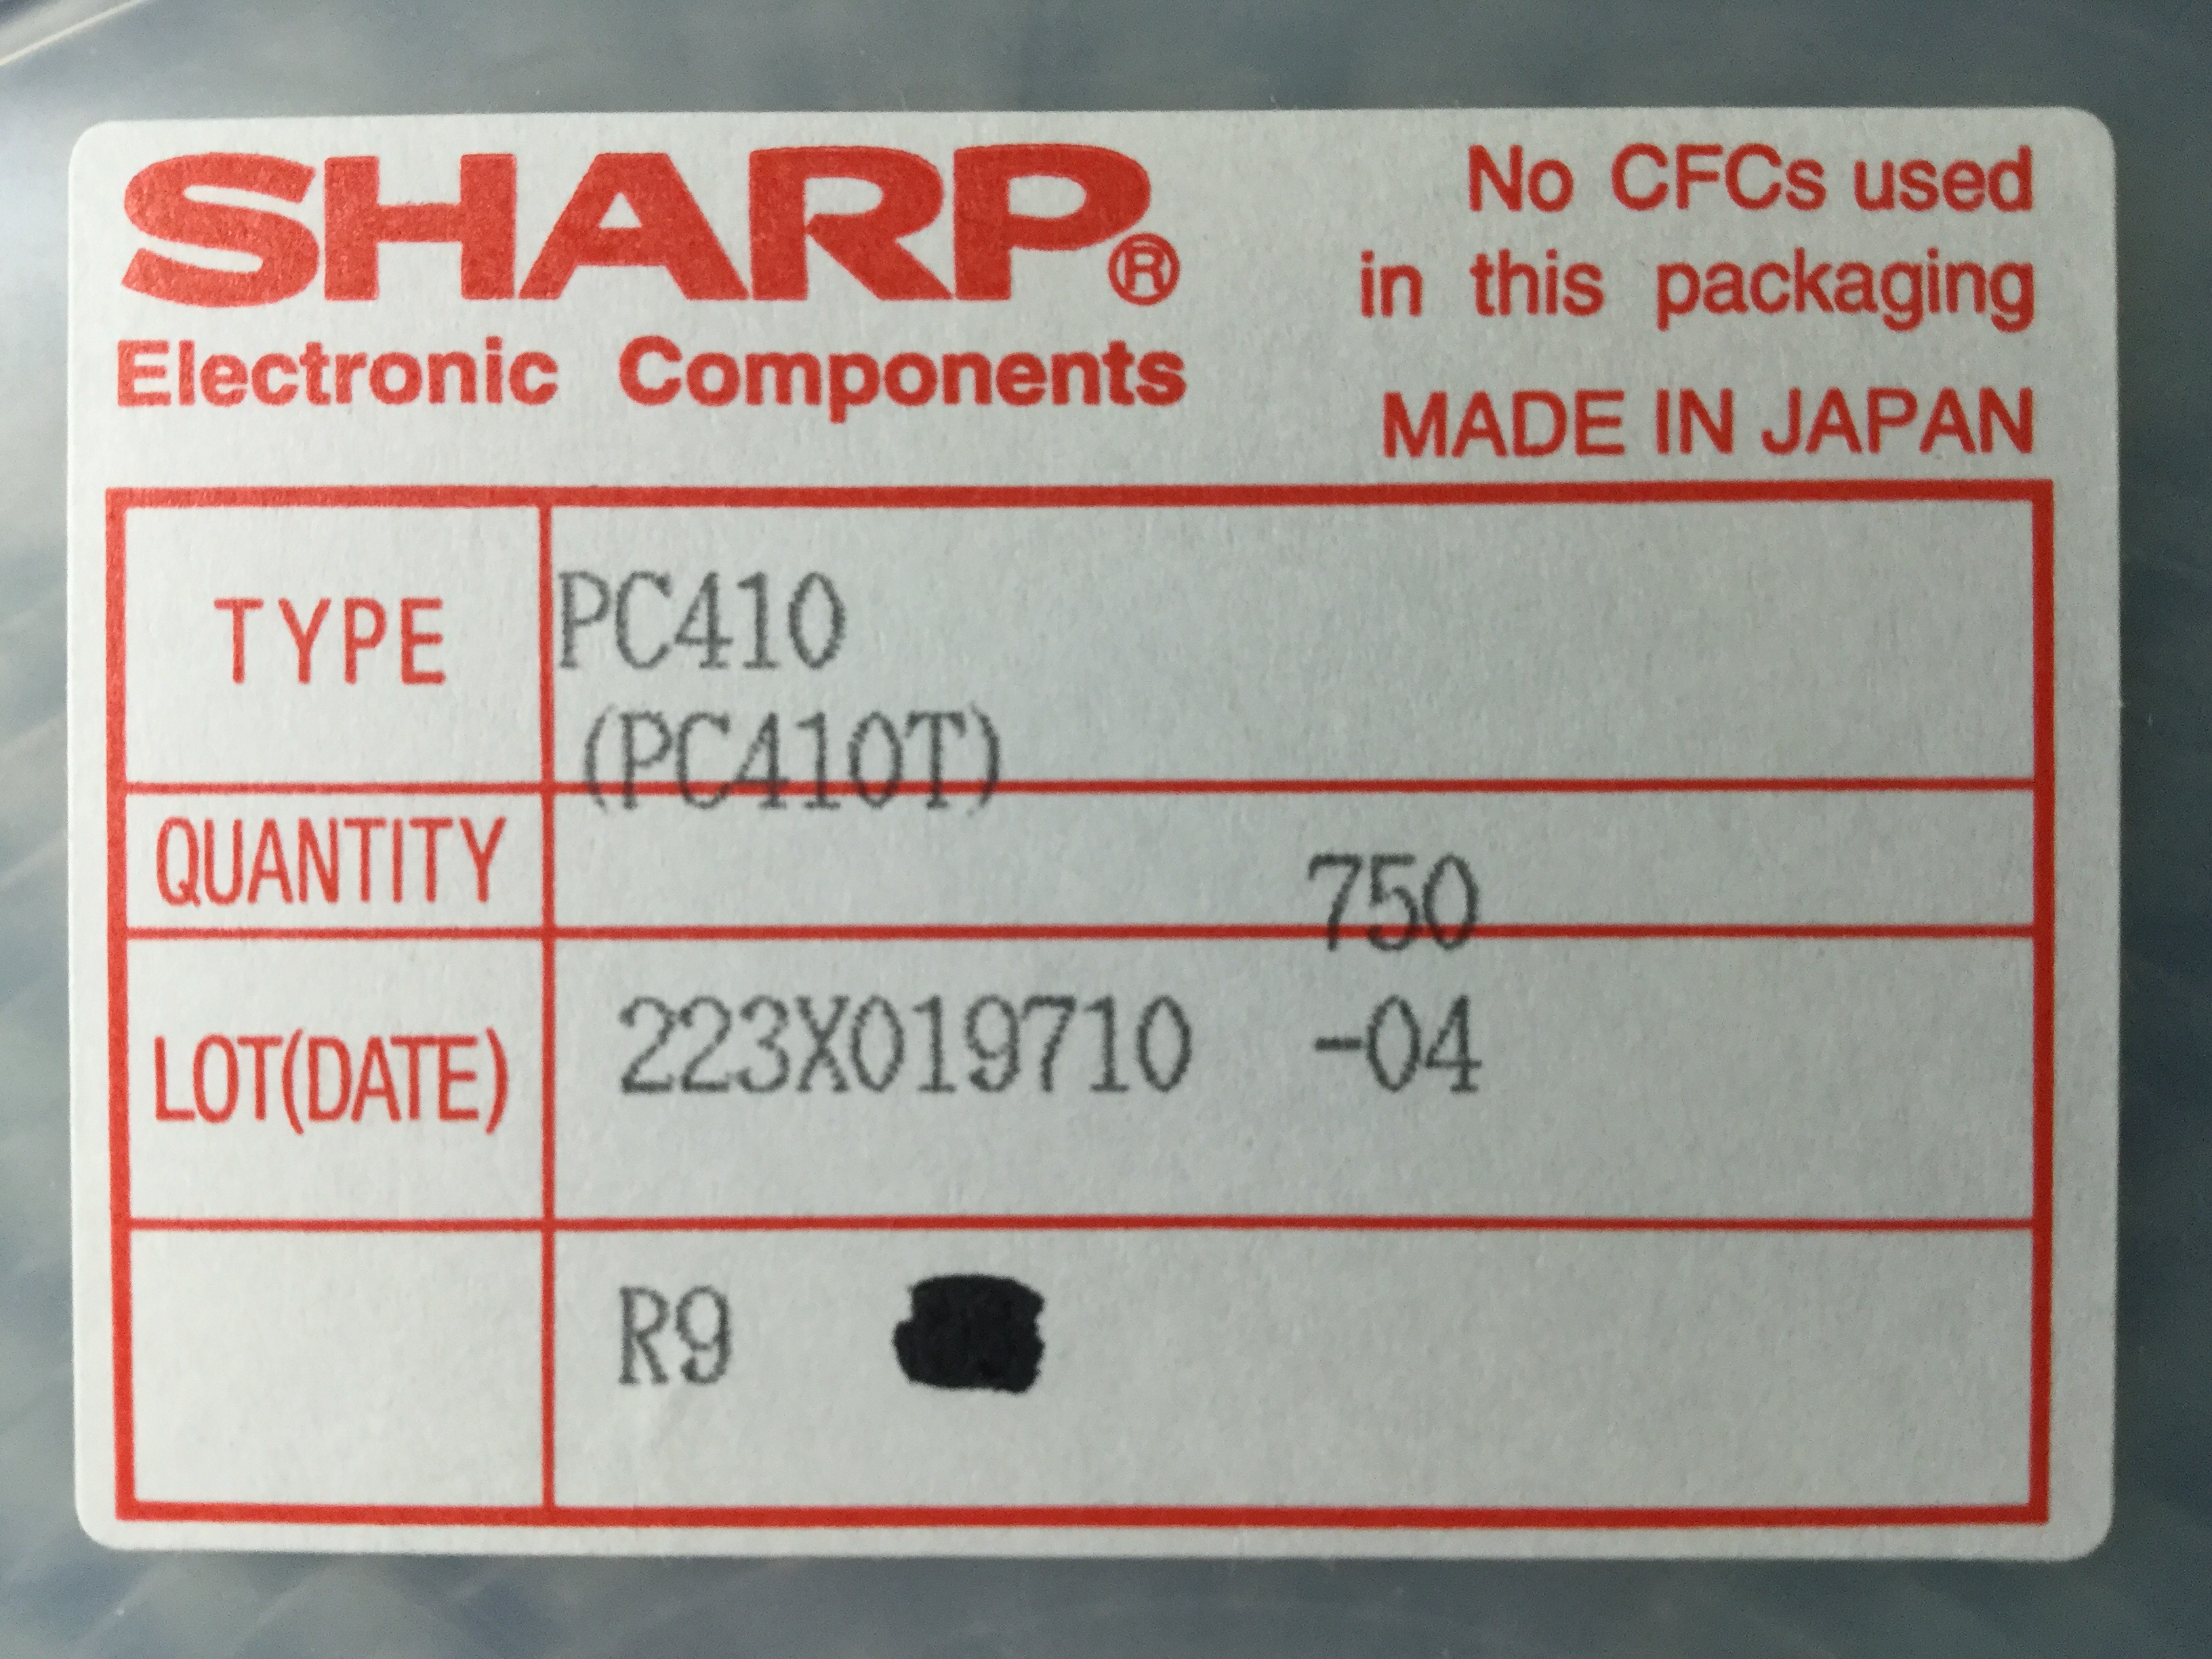 SHARP®
Electronic Components
No CFCs used
in this packaging
MADE IN JAPAN
TYPE
PC410
(PC410T)
QUANTITY
750
LOT(DATE)
223X019710 -04
R9